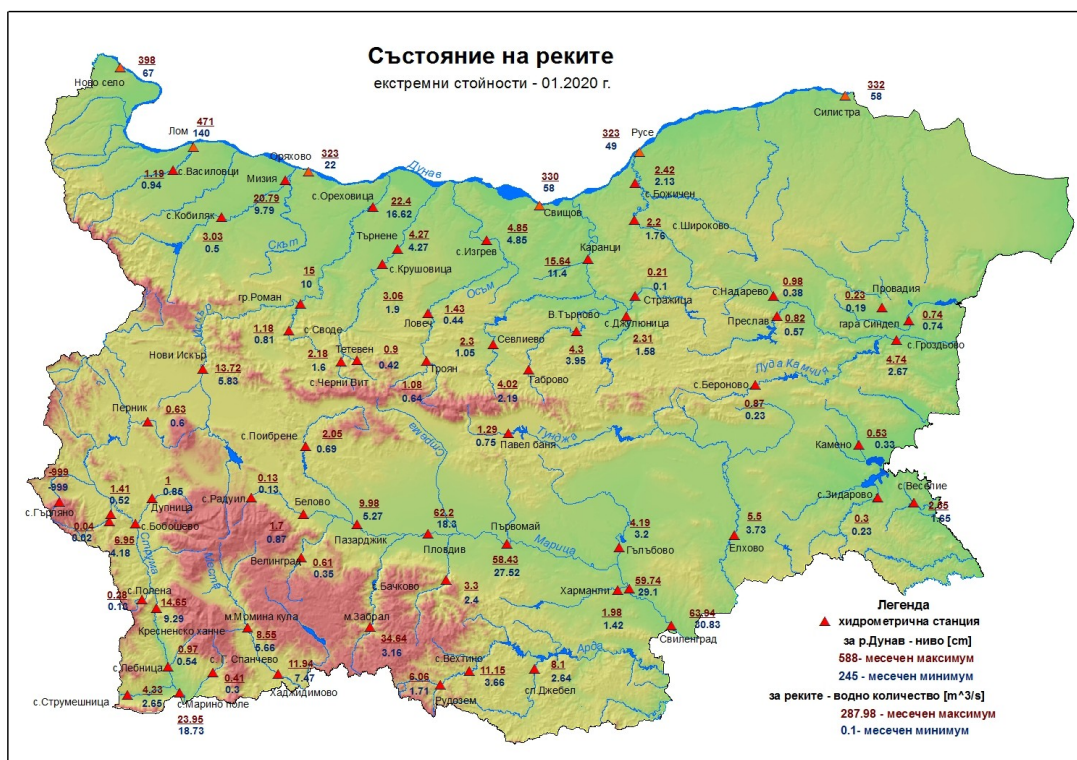 Състояние на реките
екстремни стойности - 01.2020 г.
398
67
Ново село
332
58
Силистра
471
140
Лом
323
49
Русе
323
22
Оряхово
Дунав
330
58
Свищов
1.19
0.94
с.Василовци
Мизия
20.79
9.79
с.Ореховица
22.4
16.62
2.42
2.13
с.Божичен
с.Кобиляк
3.03
0.5
Скът
Търнене
4.27
4.27
4.85
4.85
с.Изгрев
2.2
1.76
с.Широково
Каранци
15.64
11.4
с.Крушовица
15
10
гр.Роман
3.06
1.9
Осъм
1.43
0.44
Ловеч
0.21
0.1
Стражица
с.Надарево
0.98
0.38
Провадия
0.23
0.19
Преслав
0.82
0.57
гара Синдел
0.74
0.74
с.Гроздьово
4.74
2.67
Искър
1.18
0.81
с.Своде
В.Търново
4.3
3.95
с.Джулюница
2.31
1.58
2.3
1.05
Севлиево
Нови Искър
13.72
5.83
2.18
1.6
Тетевен
с.Черни Вит
0.9
0.42
Троян
1.08
0.64
4.02
2.19
Габрово
Луда Камчия
с.Бероново
0.87
0.23
Перник
0.63
0.6
с.Поибрене
2.05
0.69
Стряма
1.29
0.75
Павел баня
Тунджа
Камено
0.53
0.33
-999
-999
с.Гърляно
1.41
0.52
1
0.85
Дупница
с.Радуил
0.13
0.13
Белово
9.98
5.27
Пазарджик
62.2
18.3
Пловдив
Първомай
58.43
27.52
Марица
4.19
3.2
Гълъбово
5.5
3.73
Елхово
с.Зидарово
0.3
0.23
с.Веселие
2.65
1.65
0.04
0.02
с.Бобошево
6.95
4.18
Струма
Места
1.7
0.87
Велинград
0.61
0.35
с.Бачково
3.3
2.4
Харманли
59.74
29.1
1.98
1.42
63.94
30.83
Свиленград
с.Полена
0.28
14.65
9.29
Кресненско ханче
м.Момина кула
8.55
5.66
м.Забрал
34.64
3.16
с.Лебница
0.97
0.54
с. Г. Спанчево
0.41
0.3
11.94
7.47
Хаджидимово
с.Вехтино
11.15
3.66
Арда
8.1
2.64
сл.Джебел
6.06
1.71
Рудозем
с.Струмешница
4.33
2.65
с.Марино поле
23.95
18.73
Легенда
хидрометрична станция
за р.Дунав - ниво [cm]
588- месечен максимум
245 - месечен минимум
за реките - водно количество [m^3/s]
287.98 - месечен максимум
0.1- месечен минимум